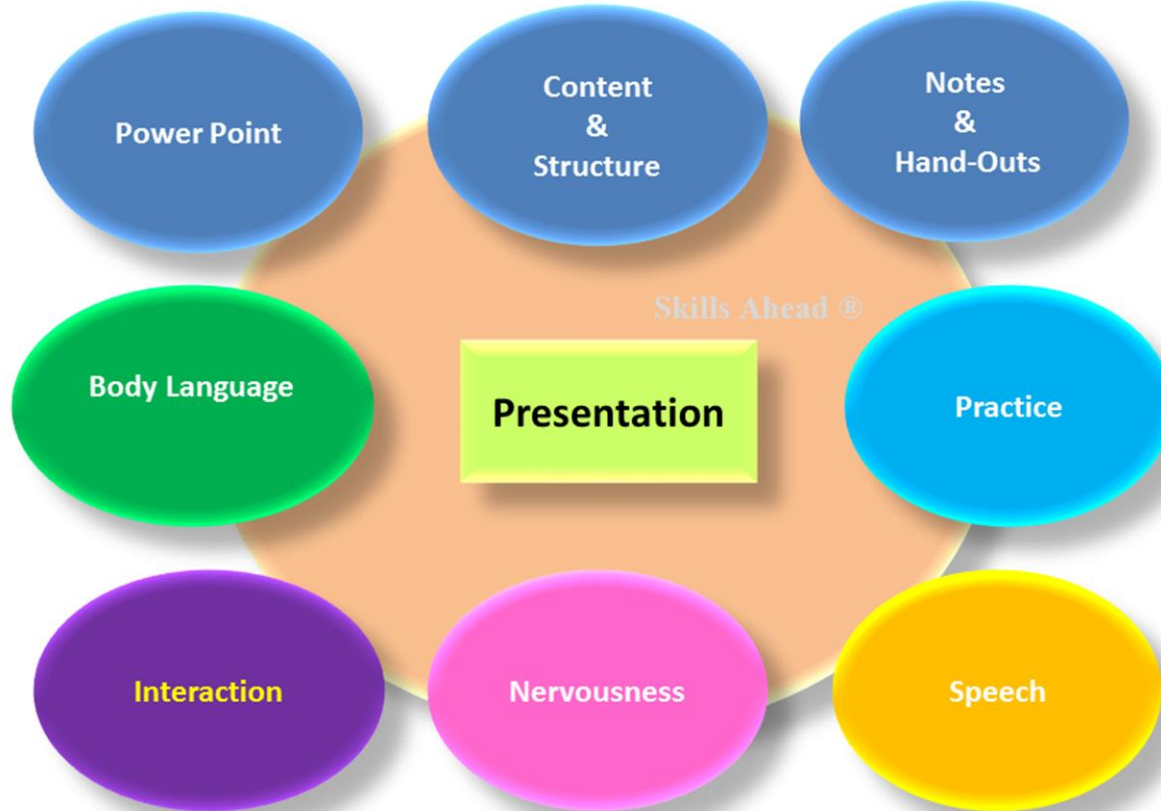 Power Point
Content
&
Structure
Notes
&
Hand-Outs
Skills Ahead ®
Body Language
Presentation
Practice
Interaction
Nervousness
Speech